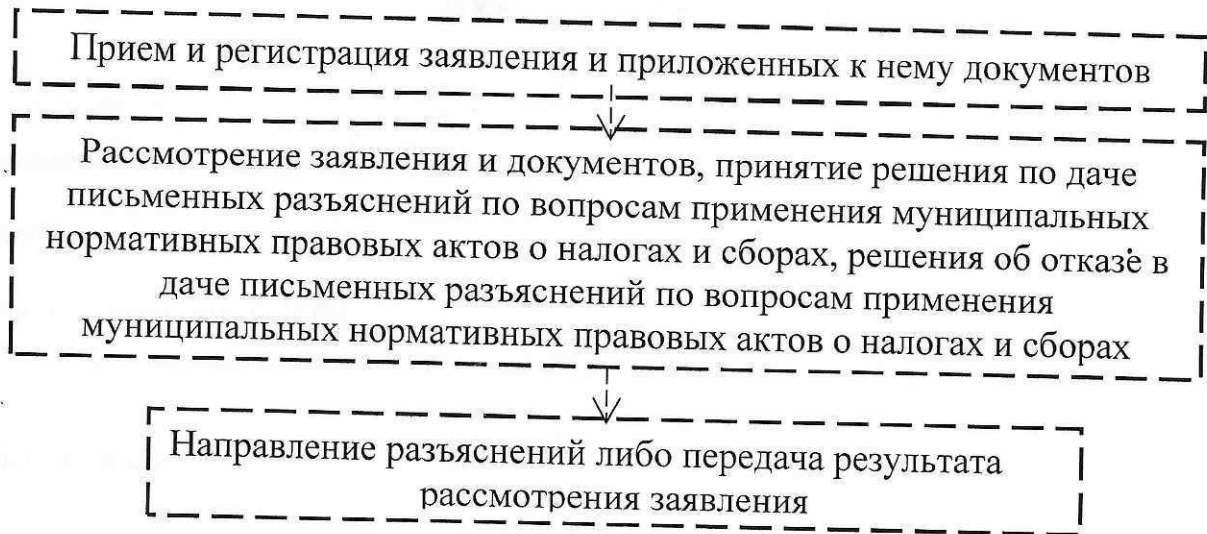 Прием и регистрация заявления и приложенных к нему документов
Рассмотрение заявления и документов, принятие решения по даче
письменных разъяснений по вопросам применения муниципальных
нормативных правовых актов о налогах и сборах, решения об отказе в
даче письменных разъяснений по вопросам применения
муниципальных нормативных правовых актов о налогах и сборах
Направление разъяснений либо передача результата
рассмотрения заявления